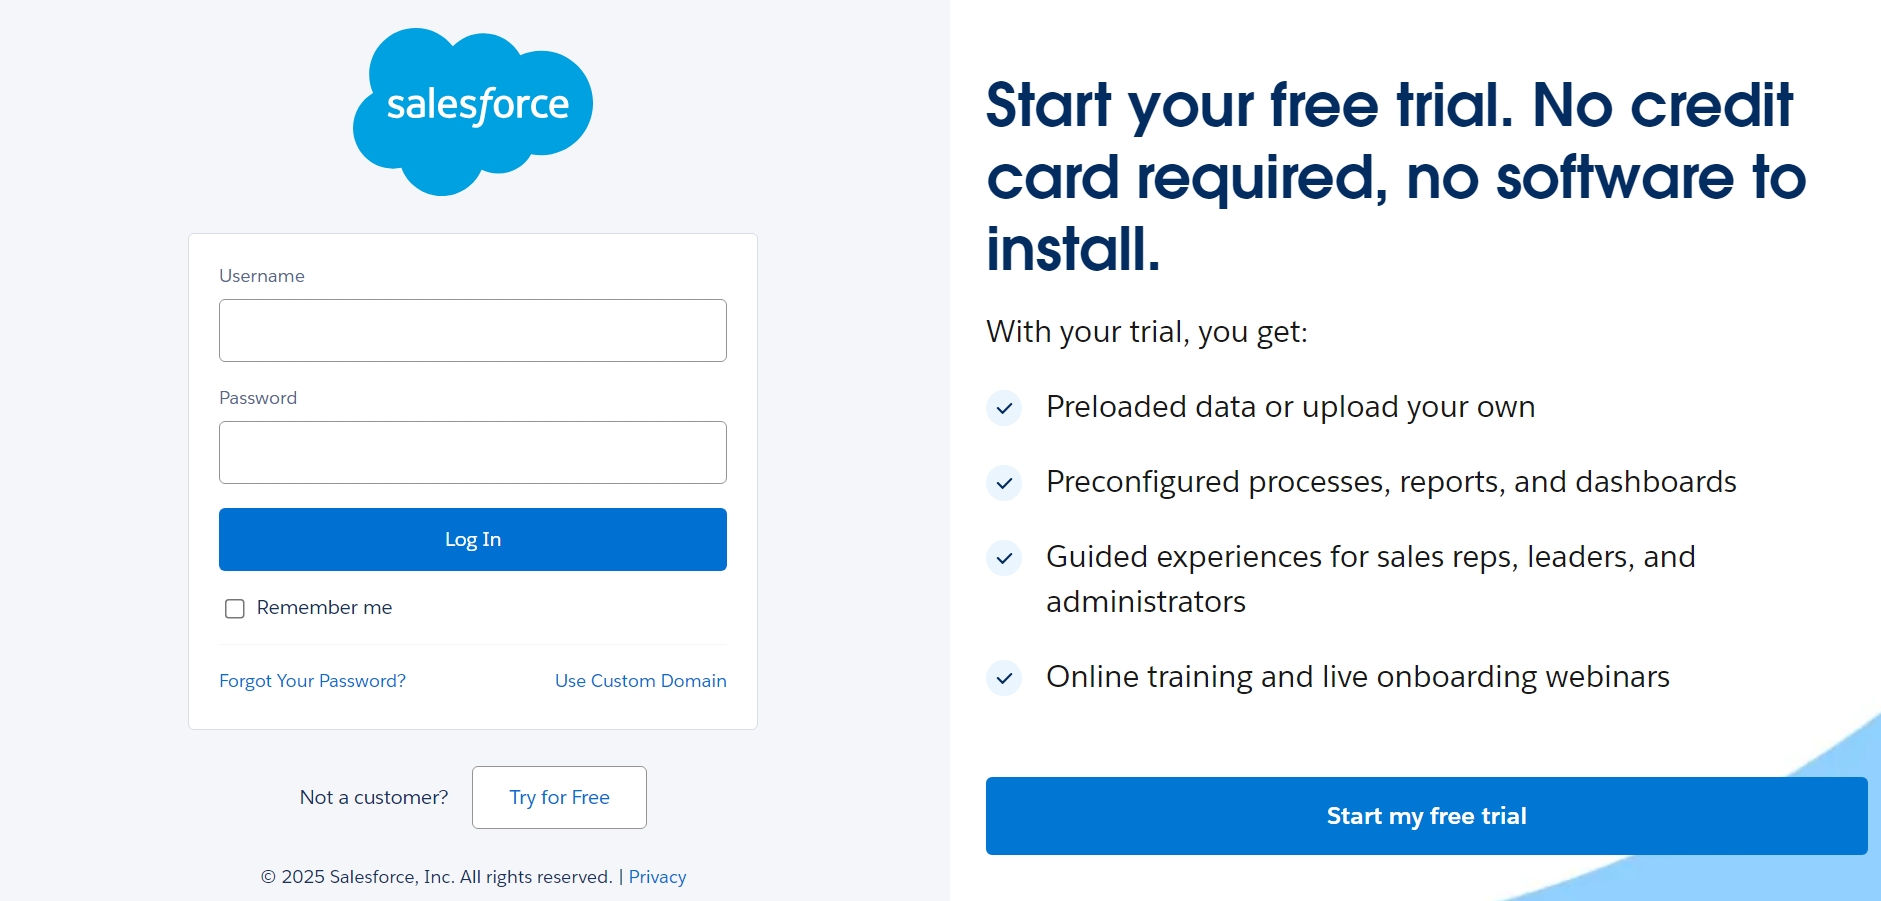 salesforce
Username
Password
Log In
Remember me
Forgot Your Password?
Use Custom Domain
Not a customer?
Try for Free
© 2025 Salesforce, Inc. All rights reserved. | Privacy
Start your free trial. No credit
card required, no software to
install.
With your trial, you get:
Preloaded data or upload your own
Preconfigured processes, reports, and dashboards
Guided experiences for sales reps, leaders, and
administrators
Online training and live onboarding webinars
Start my free trial